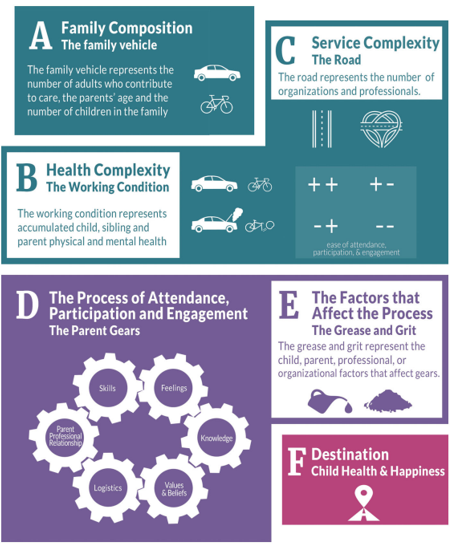 A Family Composition
The family vehicle
The family vehicle represents the
number of adults who contribute
to care, the parents' age and the
number of children in the family
C Service Complexity
The Road
The road represents the number of
organizations and professionals.
B Health Complexity
The Working Condition
The working condition represents
accumulated child, sibling and
parent physical and mental health
++ +-
-+ --
ease of attendance,
participation, & engagement
D The Process of Attendance,
Participation and Engagement
The Parent Gears
Skills
Feelings
Parent
Professional
Relationship
Knowledge
Logistics
Values
& Beliefs
E The Factors that
Affect the Process
The Grease and Grit
The grease and grit represent the
child, parent, professional, or
organizational factors that affect gears.
F Destination
Child Health & Happiness